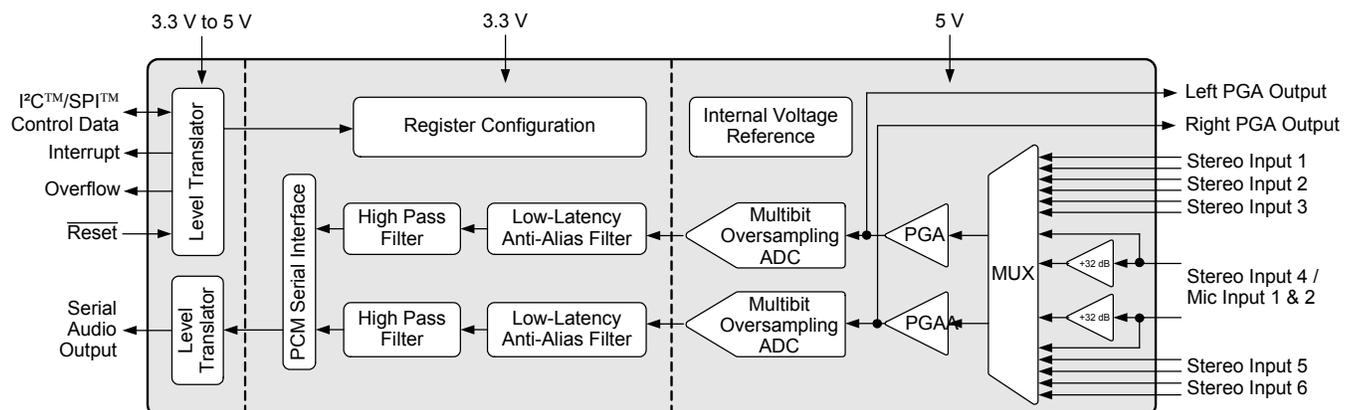 3.3 V to 5 V
3.3 V
5 V
I²C™/SPI™
Control Data
Interrupt
Overflow
Reset
Serial
Audio
Output
Level Translator
Level
Translator
Register Configuration
Internal Voltage
Reference
PCM Serial Interface
High Pass
Filter
Low-Latency
Anti-Alias Filter
Multibit
Oversampling
ADC
PGA
High Pass
Filter
Low-Latency
Anti-Alias Filter
Multibit
Oversampling
ADC
PGAA
MUX
+32 dB
+32 dB
Left PGA Output
Right PGA Output
Stereo Input 1
Stereo Input 2
Stereo Input 3
Stereo Input 4 /
Mic Input 1 & 2
Stereo Input 5
Stereo Input 6